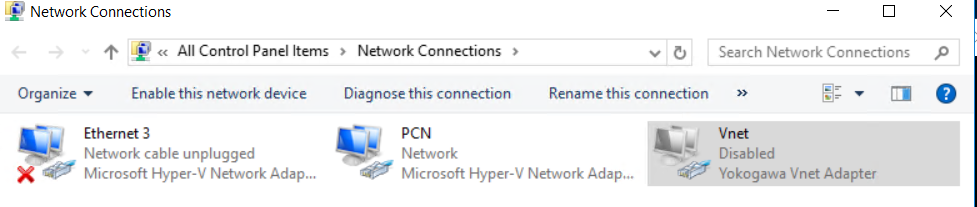 Network Connections
« All Control Panel Items > Network Connections >
Search Network Connections
Organize Enable this network device Diagnose this connection Rename this connection »
Ethernet 3
Network cable unplugged
Microsoft Hyper-V Network Adap...
PCN
Network
Microsoft Hyper-V Network Adap...
Vnet
Disabled
Yokogawa Vnet Adapter